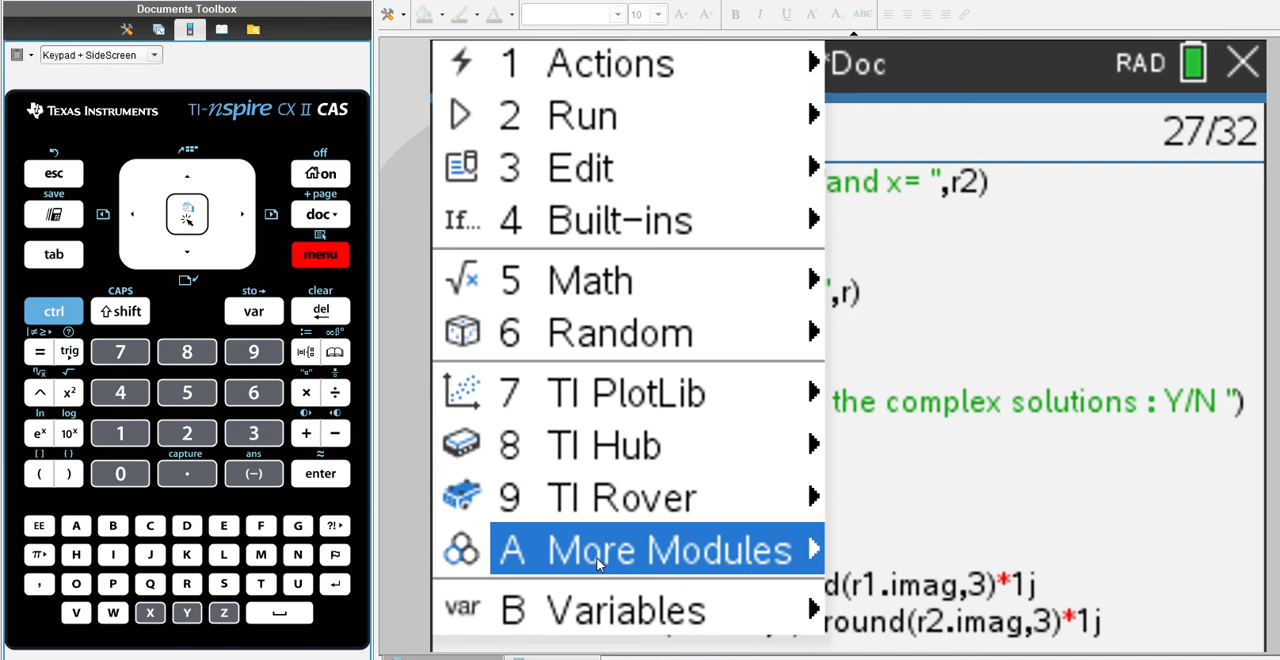 Documents Toolbox
Keypad + SideScreen
TEXAS INSTRUMENTS TI-nspire CX II CAS
off
esc
on
save
+ page
doc
tab
menu
CAPS
sto→
clear
ctrl
shift
var
del
= trig 7 8 9
^ x² 4 5 6 × ÷
ln log
eˣ 10ˣ 1 2 3 + −
[ ] { } capture ans ≈
( ) 0 . (−) enter
EE A B C D E F G ?!▸
π▸ H I J K L M N
, O P Q R S T U
V W X Y Z
10 A A B I U A A ABC
1 Actions
2 Run
3 Edit
4 Built-ins
5 Math
6 Random
7 TI PlotLib
8 TI Hub
9 TI Rover
A More Modules
var B Variables
If...
*Doc RAD
27/32
and x= ",r2)
",r)
the complex solutions : Y/N ")
d(r1.imag,3)*1j
round(r2.imag,3)*1j